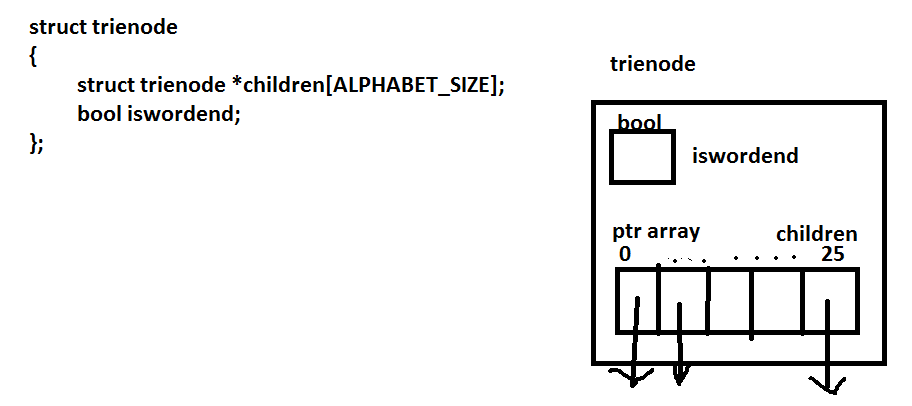 struct trienode
{
struct trienode *children[ALPHABET_SIZE];
bool iswordend;
};
trienode
bool
iswordend
ptr array children
0 25